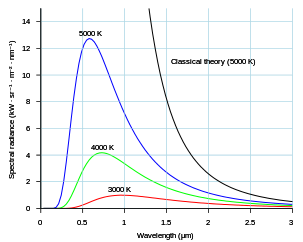 14
12
10
8
6
4
2
0
Spectral radiance (kW · sr⁻¹ · m⁻² · nm⁻¹)
5000 K
Classical theory (5000 K)
4000 K
3000 K
0 0.5 1 1.5 2 2.5 3
Wavelength (μm)